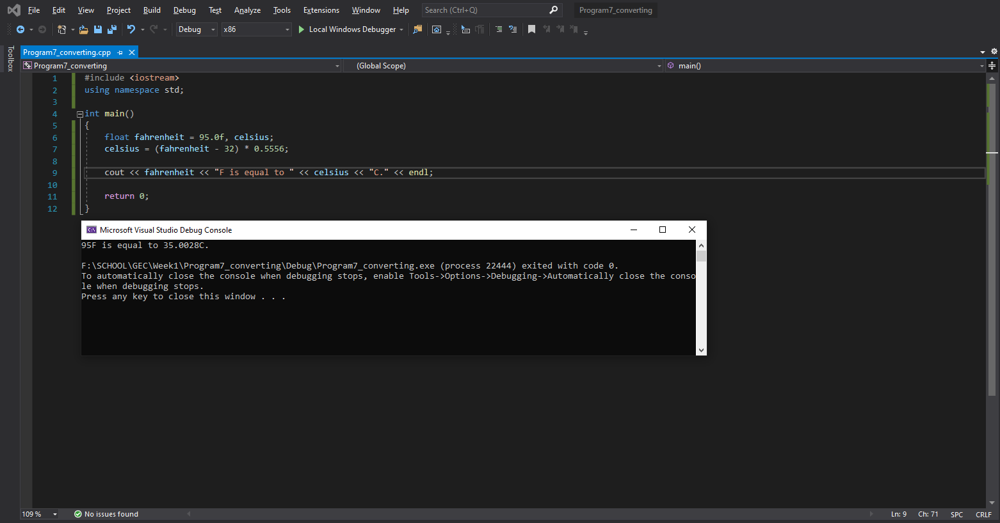 File Edit View Project Build Debug Test Analyze Tools Extensions Window Help Search (Ctrl+Q) Program7_converting
Debug x86 Local Windows Debugger
Toolbox
Program7_converting.cpp
Program7_converting (Global Scope) main()
1 #include <iostream>
2 using namespace std;
3
4 int main()
5 {
6 float fahrenheit = 95.0f, celsius;
7 celsius = (fahrenheit - 32) * 0.5556;
8
9 cout << fahrenheit << "F is equal to " << celsius << "C." << endl;
10
11 return 0;
12 }
C:\ Microsoft Visual Studio Debug Console
95F is equal to 35.0028C.
F:\SCHOOL\GEC\Week1\Program7_converting\Debug\Program7_converting.exe (process 22444) exited with code 0.
To automatically close the console when debugging stops, enable Tools->Options->Debugging->Automatically close the conso
le when debugging stops.
Press any key to close this window . . .
109 % No issues found Ln: 9 Ch: 71 SPC CRLF